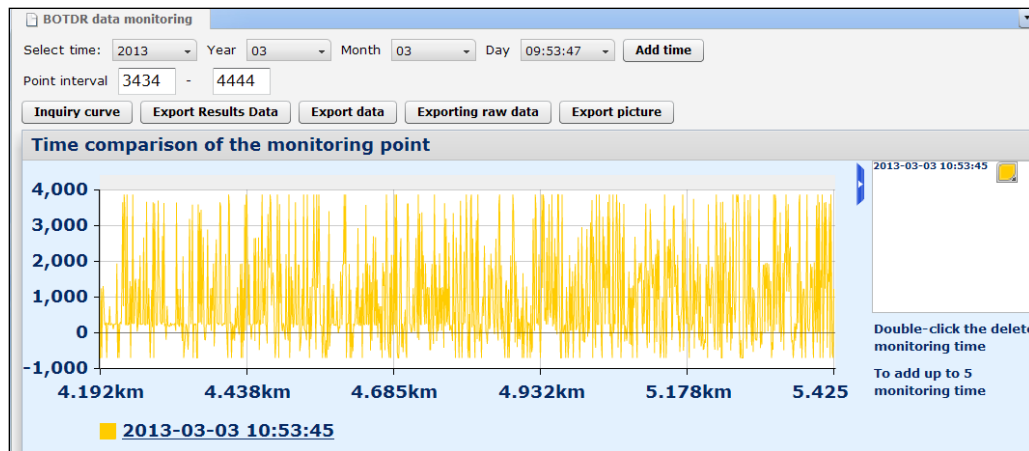 BOTDR data monitoring
Select time: 2013 Year 03 Month 03 Day 09:53:47 Add time
Point interval 3434 - 4444
Inquiry curve Export Results Data Export data Exporting raw data Export picture
Time comparison of the monitoring point
2013-03-03 10:53:45
4,000
3,000
2,000
1,000
0
-1,000
4.192km 4.438km 4.685km 4.932km 5.178km 5.425
2013-03-03 10:53:45
Double-click the delete
monitoring time
To add up to 5
monitoring time